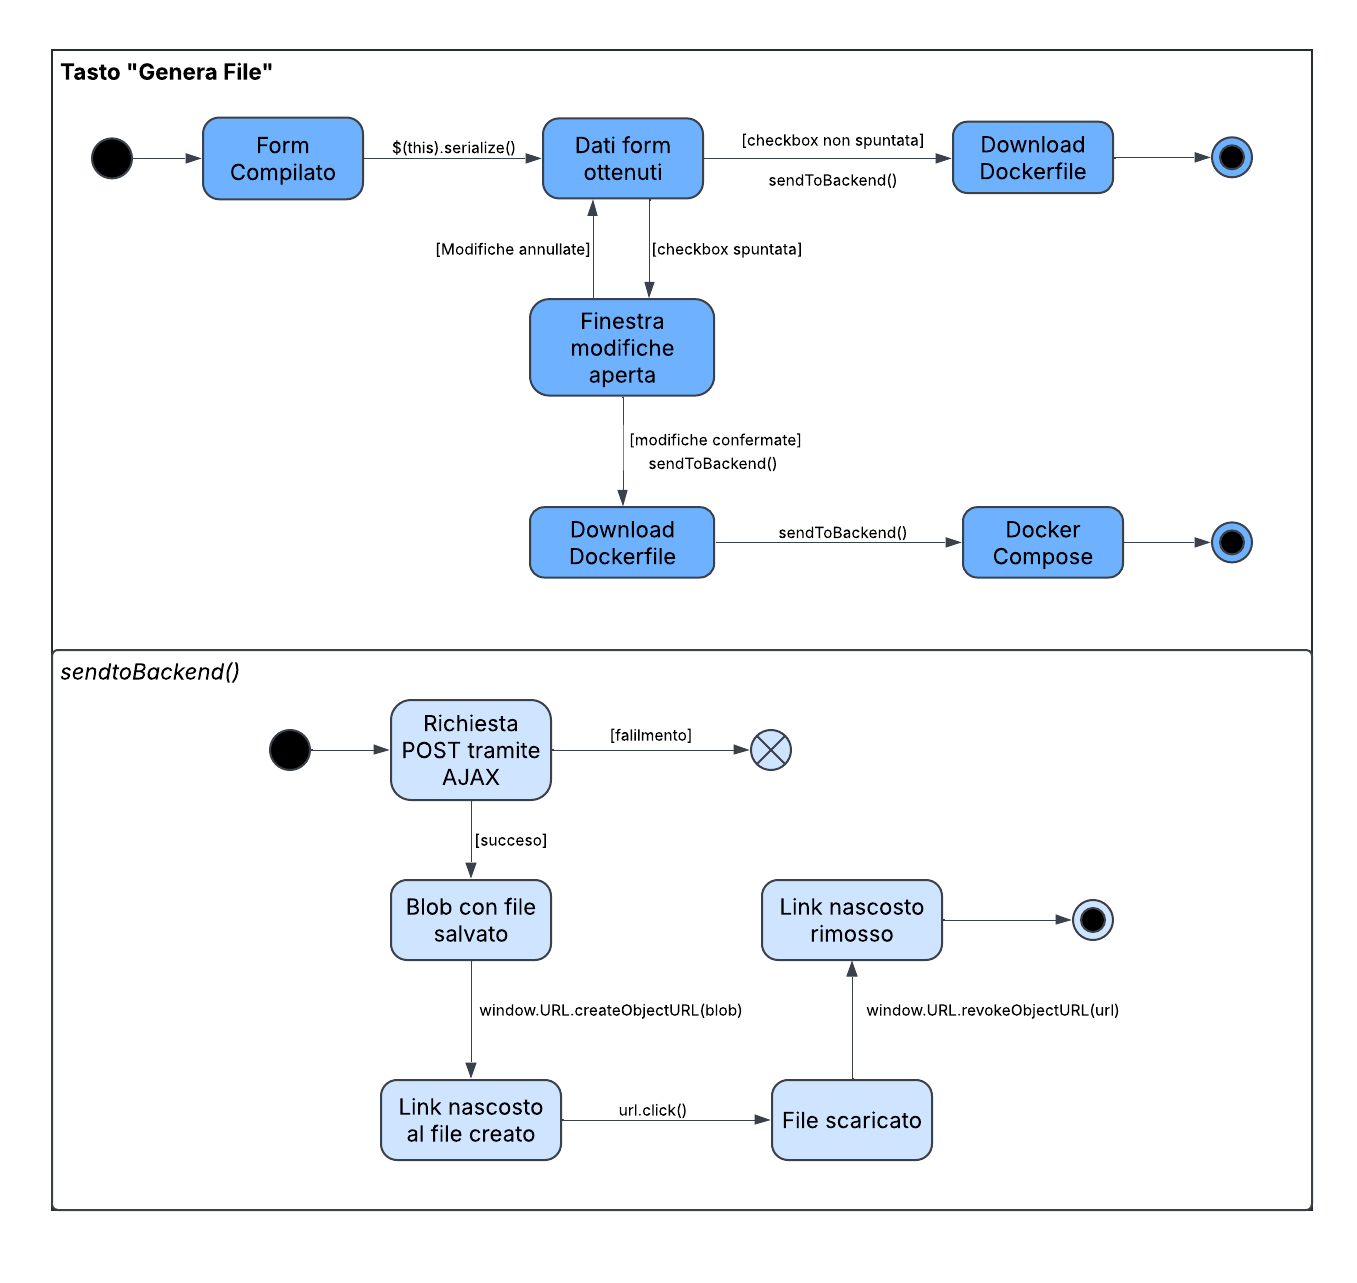 Tasto "Genera File"
Form
Compilato
$(this).serialize()
Dati form
ottenuti
[checkbox non spuntata]
sendToBackend()
Download
Dockerfile
[Modifiche annullate]
[checkbox spuntata]
Finestra
modifiche
aperta
[modifiche confermate]
sendToBackend()
Download
Dockerfile
sendToBackend()
Docker
Compose
sendtoBackend()
Richiesta
POST tramite
AJAX
[falilmento]
[succeso]
Blob con file
salvato
Link nascosto
rimosso
window.URL.createObjectURL(blob)
window.URL.revokeObjectURL(url)
Link nascosto
al file creato
url.click()
File scaricato